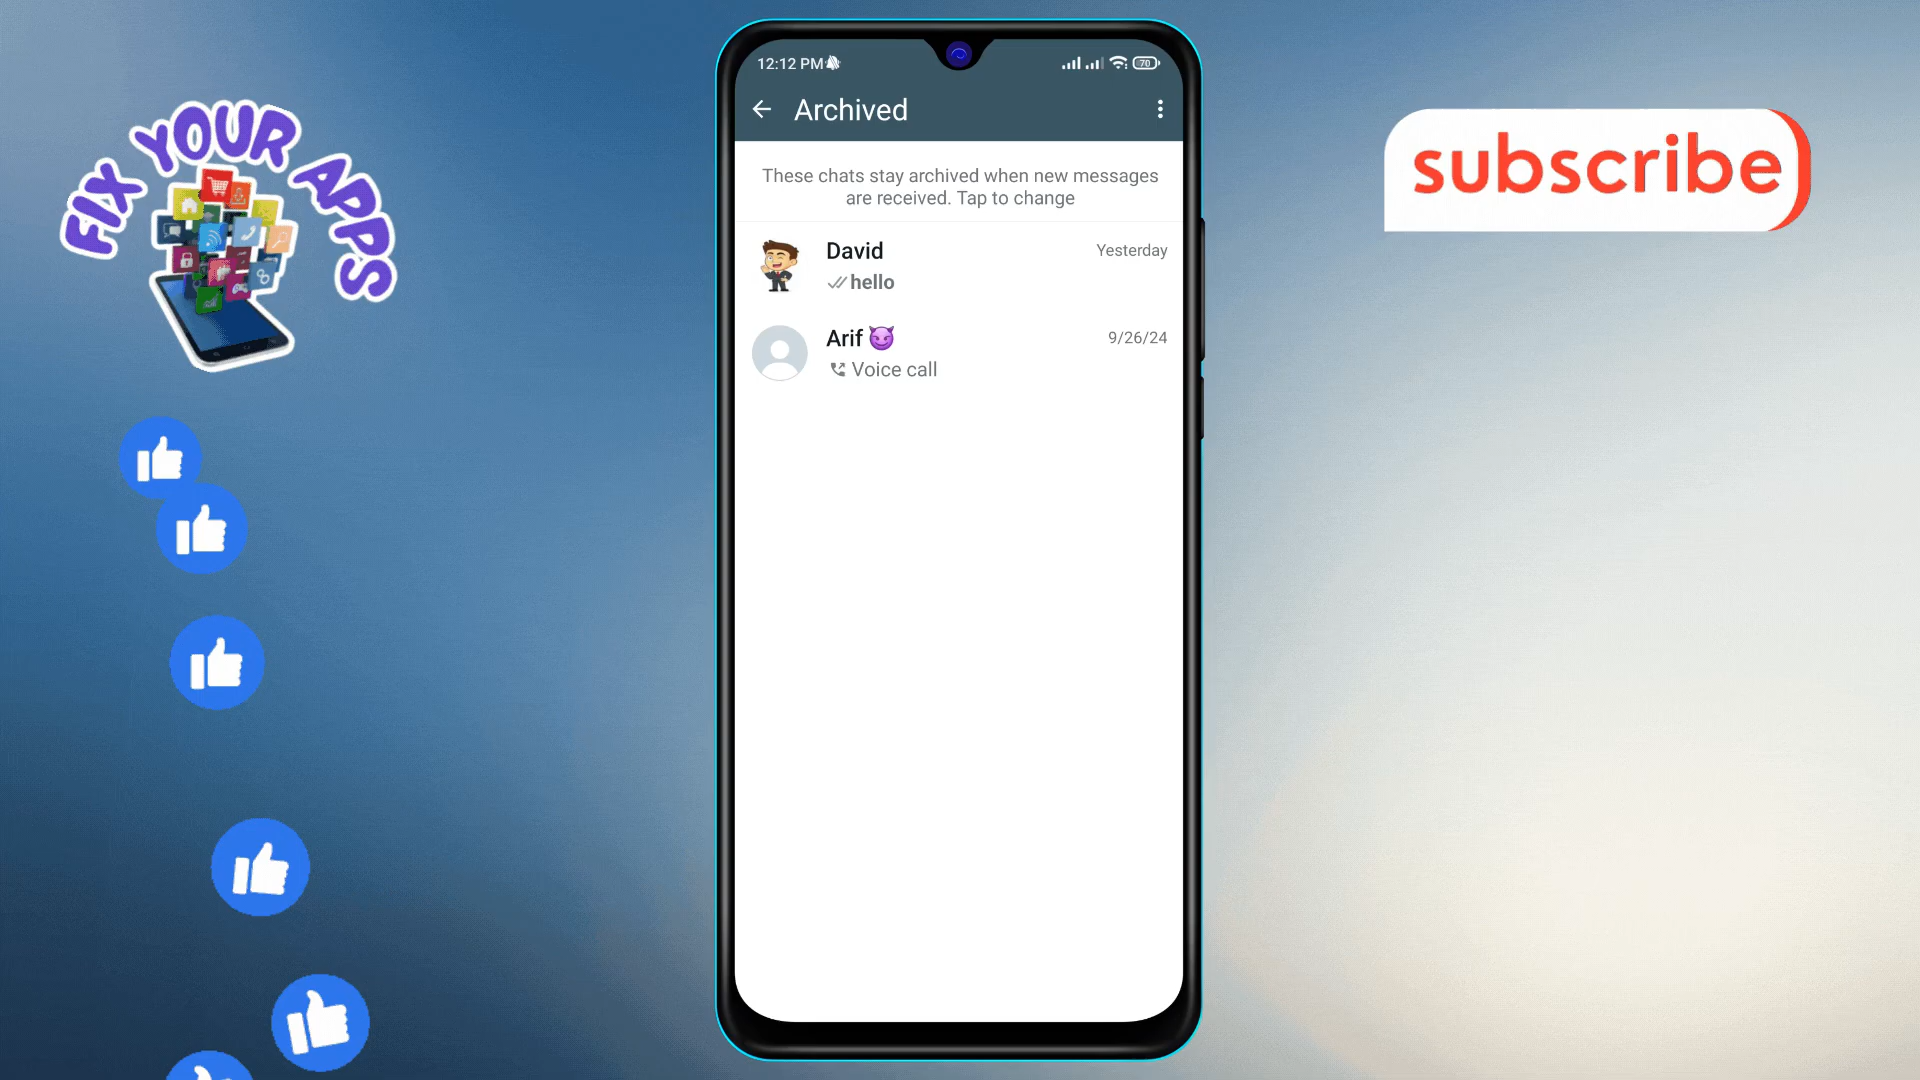 FIX YOUR APPS
12:12 PM
70
Archived
These chats stay archived when new messages
are received. Tap to change
David
Yesterday
hello
Arif 😈
9/26/24
Voice call
subscribe